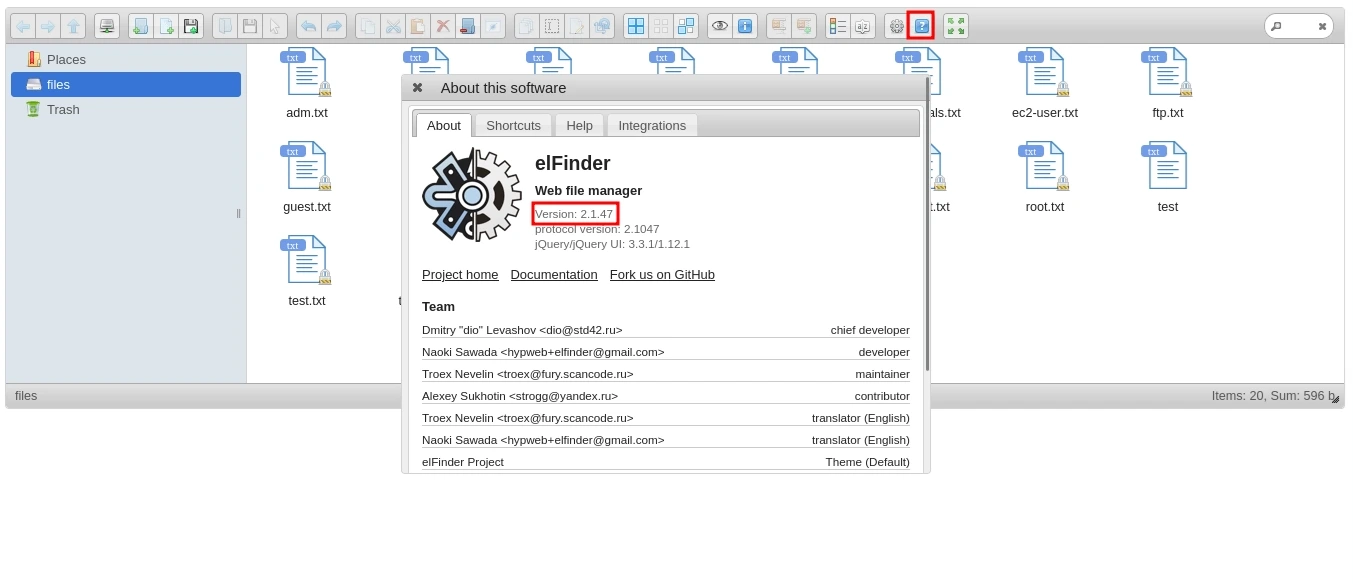 Places
files
Trash
txt txt txt txt txt txt txt txt
adm.txt als.txt ec2-user.txt ftp.txt
txt txt txt
guest.txt t.txt root.txt test
txt
test.txt
About this software
About Shortcuts Help Integrations
elFinder
Web file manager
Version: 2.1.47
protocol version: 2.1047
jQuery/jQuery UI: 3.3.1/1.12.1
Project home Documentation Fork us on GitHub
Team
Dmitry "dio" Levashov <dio@std42.ru> chief developer
Naoki Sawada <hypweb+elfinder@gmail.com> developer
Troex Nevelin <troex@fury.scancode.ru> maintainer
Alexey Sukhotin <strogg@yandex.ru> contributor
Troex Nevelin <troex@fury.scancode.ru> translator (English)
Naoki Sawada <hypweb+elfinder@gmail.com> translator (English)
elFinder Project Theme (Default)
files Items: 20, Sum: 596 b